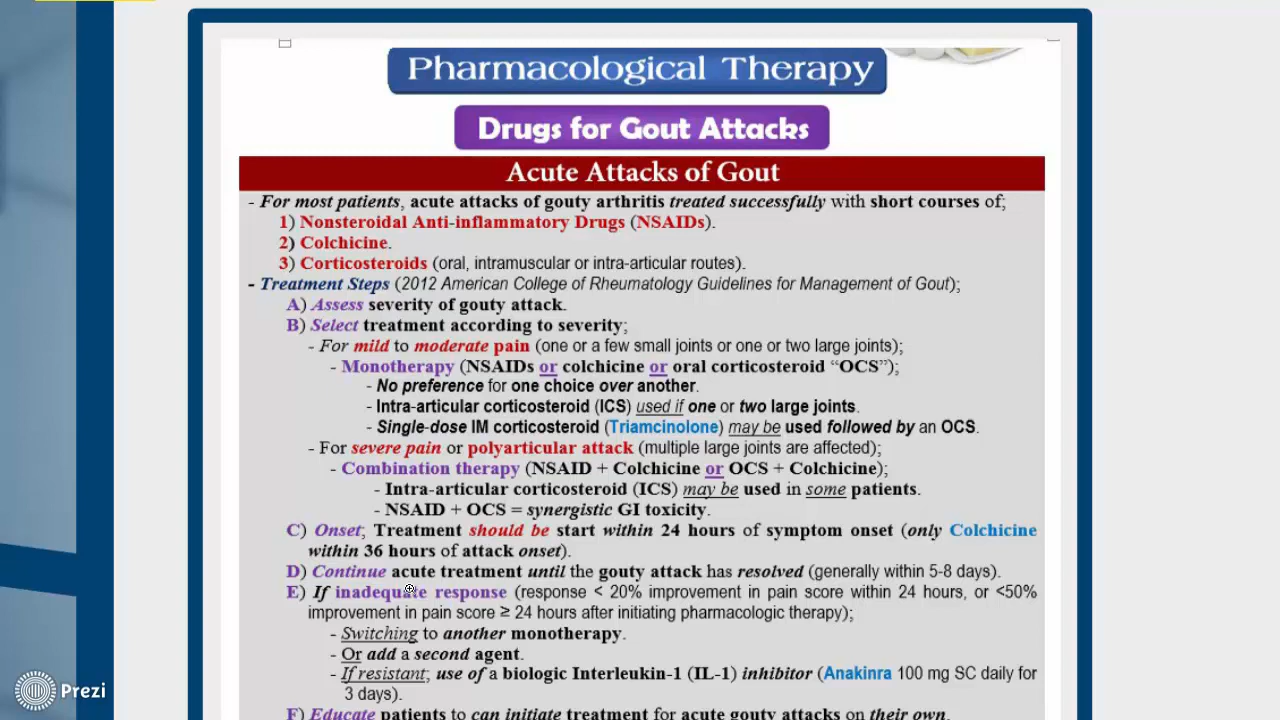 Pharmacological Therapy
Drugs for Gout Attacks
Acute Attacks of Gout
- For most patients, acute attacks of gouty arthritis treated successfully with short courses of;
1) Nonsteroidal Anti-inflammatory Drugs (NSAIDs).
2) Colchicine.
3) Corticosteroids (oral, intramuscular or intra-articular routes).
- Treatment Steps (2012 American College of Rheumatology Guidelines for Management of Gout);
A) Assess severity of gouty attack.
B) Select treatment according to severity;
- For mild to moderate pain (one or a few small joints or one or two large joints);
- Monotherapy (NSAIDs or colchicine or oral corticosteroid “OCS”);
- No preference for one choice over another.
- Intra-articular corticosteroid (ICS) used if one or two large joints.
- Single-dose IM corticosteroid (Triamcinolone) may be used followed by an OCS.
- For severe pain or polyarticular attack (multiple large joints are affected);
- Combination therapy (NSAID + Colchicine or OCS + Colchicine);
- Intra-articular corticosteroid (ICS) may be used in some patients.
- NSAID + OCS = synergistic GI toxicity.
C) Onset; Treatment should be start within 24 hours of symptom onset (only Colchicine
within 36 hours of attack onset).
D) Continue acute treatment until the gouty attack has resolved (generally within 5-8 days).
E) If inadequate response (response < 20% improvement in pain score within 24 hours, or <50%
improvement in pain score ≥ 24 hours after initiating pharmacologic therapy);
- Switching to another monotherapy.
- Or add a second agent.
- If resistant; use of a biologic Interleukin-1 (IL-1) inhibitor (Anakinra 100 mg SC daily for
3 days).
F) Educate patients to can initiate treatment for acute gouty attacks on their own.
Prezi